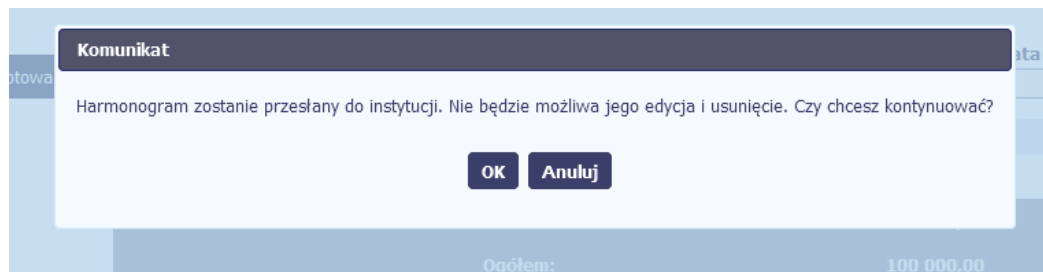 Komunikat
Harmonogram zostanie przesłany do instytucji. Nie będzie możliwa jego edycja i usunięcie. Czy chcesz kontynuować?
OK Anuluj
Ogółem: 100 000,00